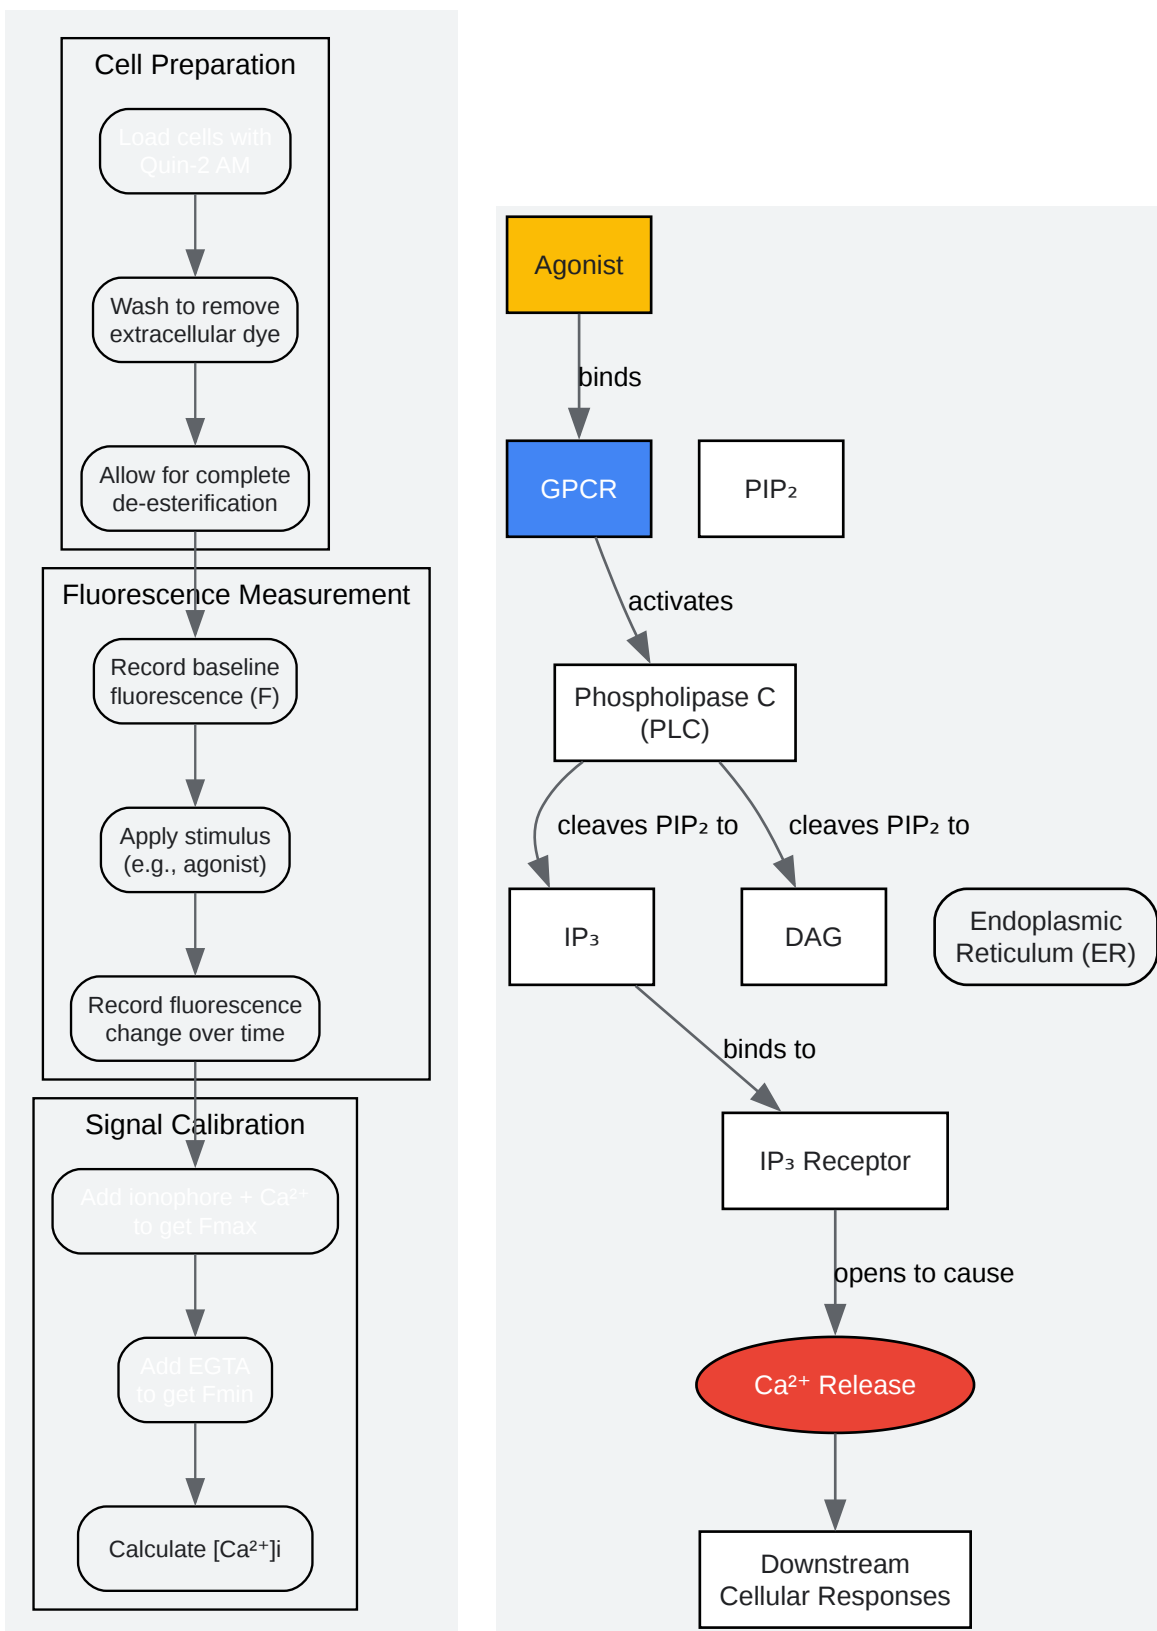 Cell Preparation
Load cells with
Quin-2 AM
Wash to remove
extracellular dye
Allow for complete
de-esterification
Fluorescence Measurement
Record baseline
fluorescence (F)
Apply stimulus
(e.g., agonist)
Record fluorescence
change over time
Signal Calibration
Add ionophore + Ca²⁺
to get Fmax
Add EGTA
to get Fmin
Calculate [Ca²⁺]i
Agonist
binds
GPCR
PIP₂
activates
Phospholipase C
(PLC)
cleaves PIP₂ to
cleaves PIP₂ to
IP₃
DAG
Endoplasmic
Reticulum (ER)
binds to
IP₃ Receptor
opens to cause
Ca²⁺ Release
Downstream
Cellular Responses